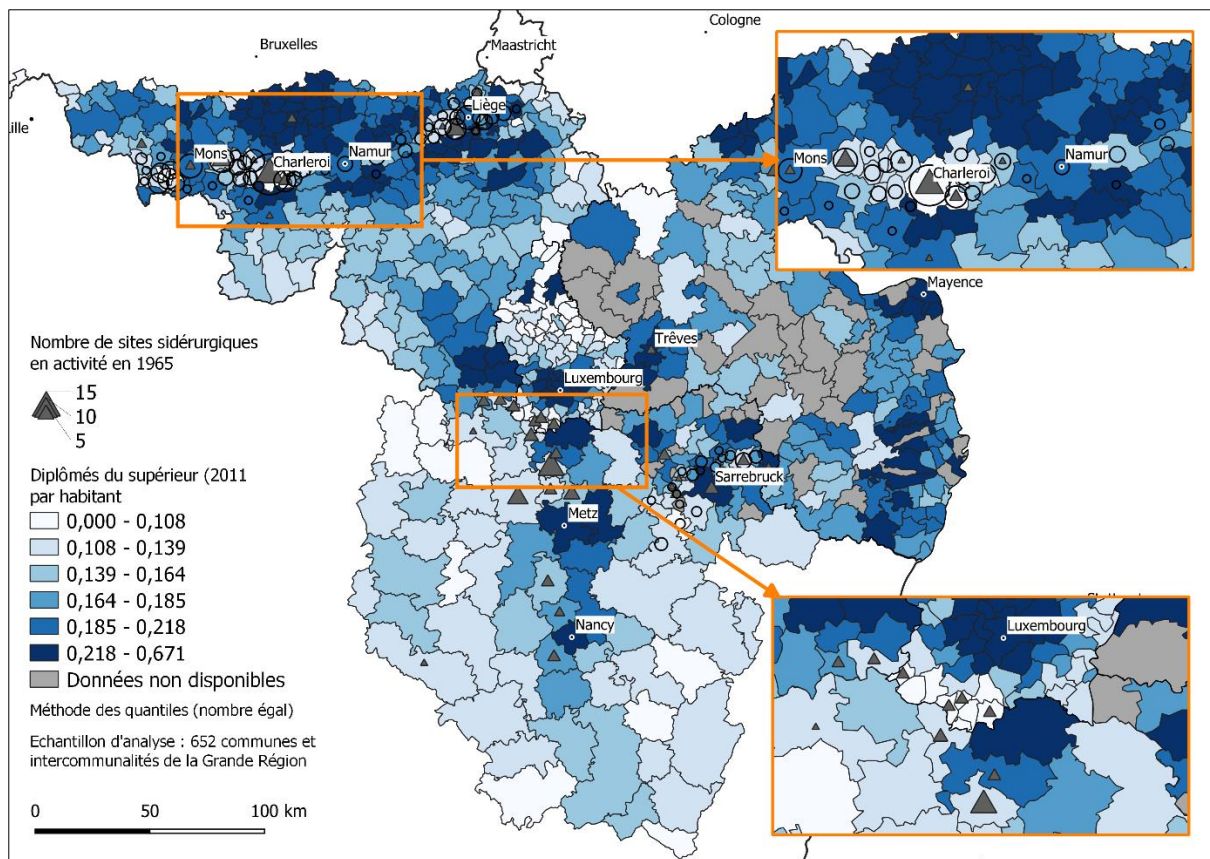 Cologne
Bruxelles
Maastricht
Lille
Liège
Mons
Charleroi
Namur
Mons
Charleroi
Namur
Mayence
Nombre de sites sidérurgiques
en activité en 1965
15
10
5
Trêves
Luxembourg
Diplômés du supérieur (2011
par habitant
0,000 - 0,108
0,108 - 0,139
0,139 - 0,164
0,164 - 0,185
0,185 - 0,218
0,218 - 0,671
Données non disponibles
Méthode des quantiles (nombre égal)
Echantillon d'analyse : 652 communes et
intercommunalités de la Grande Région
0 50 100 km
Sarrebruck
Metz
Nancy
Luxembourg